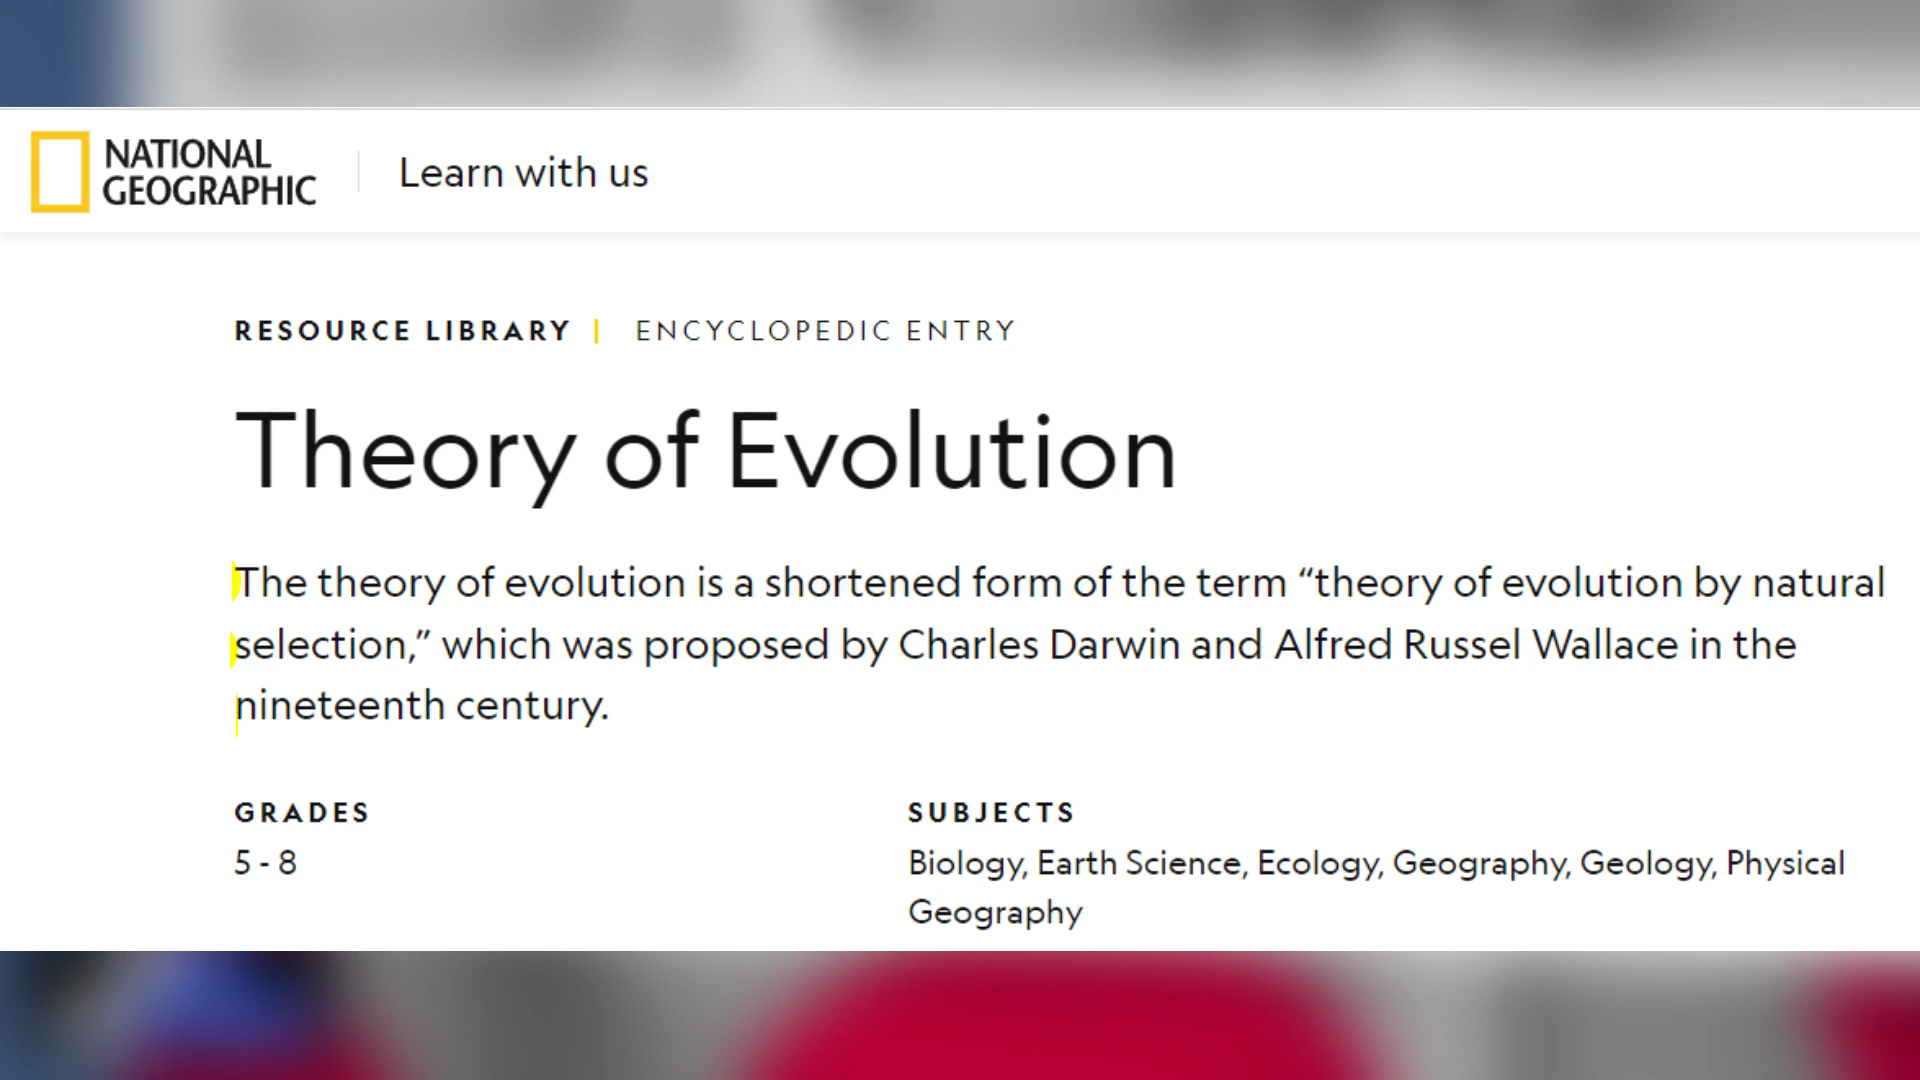 NATIONAL
GEOGRAPHIC
Learn with us
RESOURCE LIBRARY | ENCYCLOPEDIC ENTRY
Theory of Evolution
The theory of evolution is a shortened form of the term “theory of evolution by natural
selection,” which was proposed by Charles Darwin and Alfred Russel Wallace in the
nineteenth century.
GRADES
5 - 8
SUBJECTS
Biology, Earth Science, Ecology, Geography, Geology, Physical
Geography